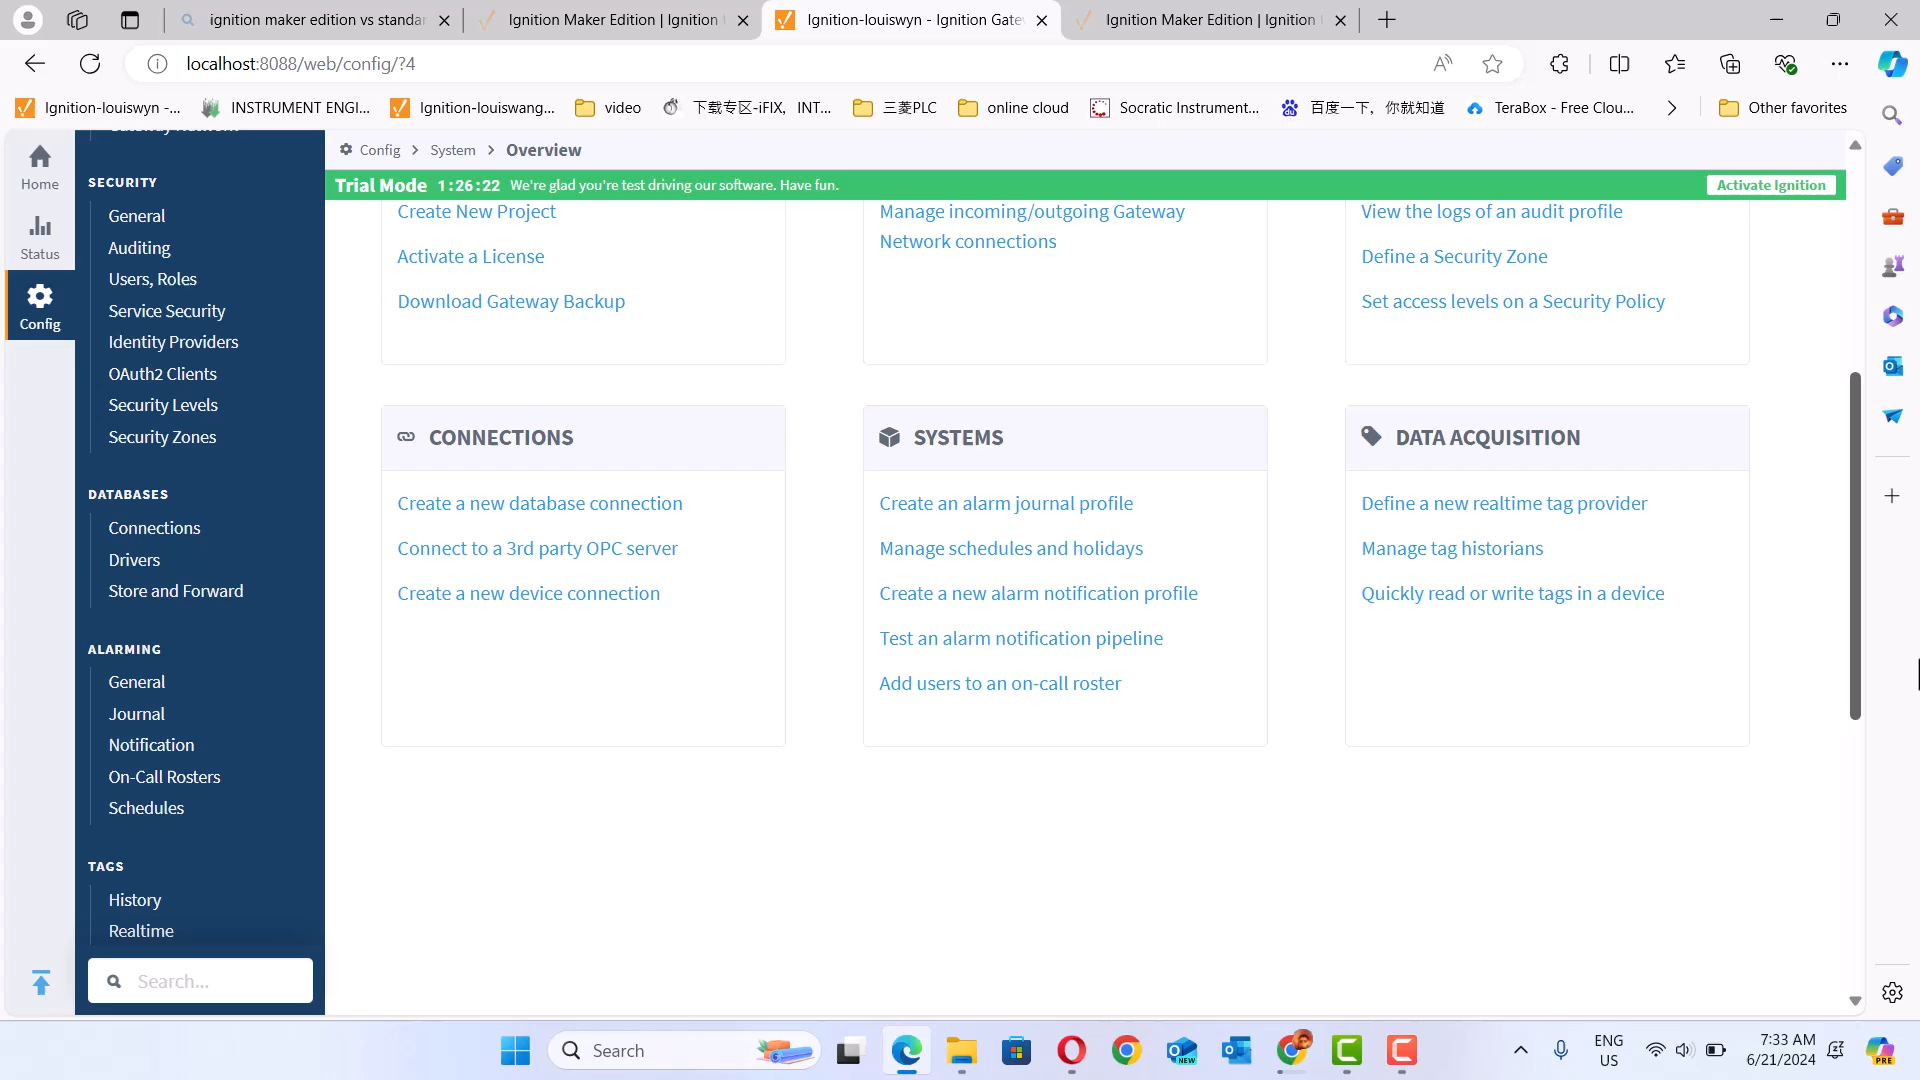 ignition maker edition vs standar
Ignition Maker Edition | Ignition
Ignition-louiswyn - Ignition Gate
Ignition Maker Edition | Ignition
localhost:8088/web/config/?4
Ignition-louiswyn -...
INSTRUMENT ENGI...
Ignition-louiswang...
video
下载专区-iFIX, INT...
三菱PLC
online cloud
Socratic Instrument...
百度一下，你就知道
TeraBox - Free Clou...
Other favorites
Home
Status
Config
Gateway Network
SECURITY
General
Auditing
Users, Roles
Service Security
Identity Providers
OAuth2 Clients
Security Levels
Security Zones
DATABASES
Connections
Drivers
Store and Forward
ALARMING
General
Journal
Notification
On-Call Rosters
Schedules
TAGS
History
Realtime
Search...
Config > System > Overview
Trial Mode 1:26:22 We're glad you're test driving our software. Have fun.
Activate Ignition
Create New Project
Activate a License
Download Gateway Backup
Manage incoming/outgoing Gateway
Network connections
View the logs of an audit profile
Define a Security Zone
Set access levels on a Security Policy
CONNECTIONS
Create a new database connection
Connect to a 3rd party OPC server
Create a new device connection
SYSTEMS
Create an alarm journal profile
Manage schedules and holidays
Create a new alarm notification profile
Test an alarm notification pipeline
Add users to an on-call roster
DATA ACQUISITION
Define a new realtime tag provider
Manage tag historians
Quickly read or write tags in a device
Search
ENG
US
7:33 AM
6/21/2024